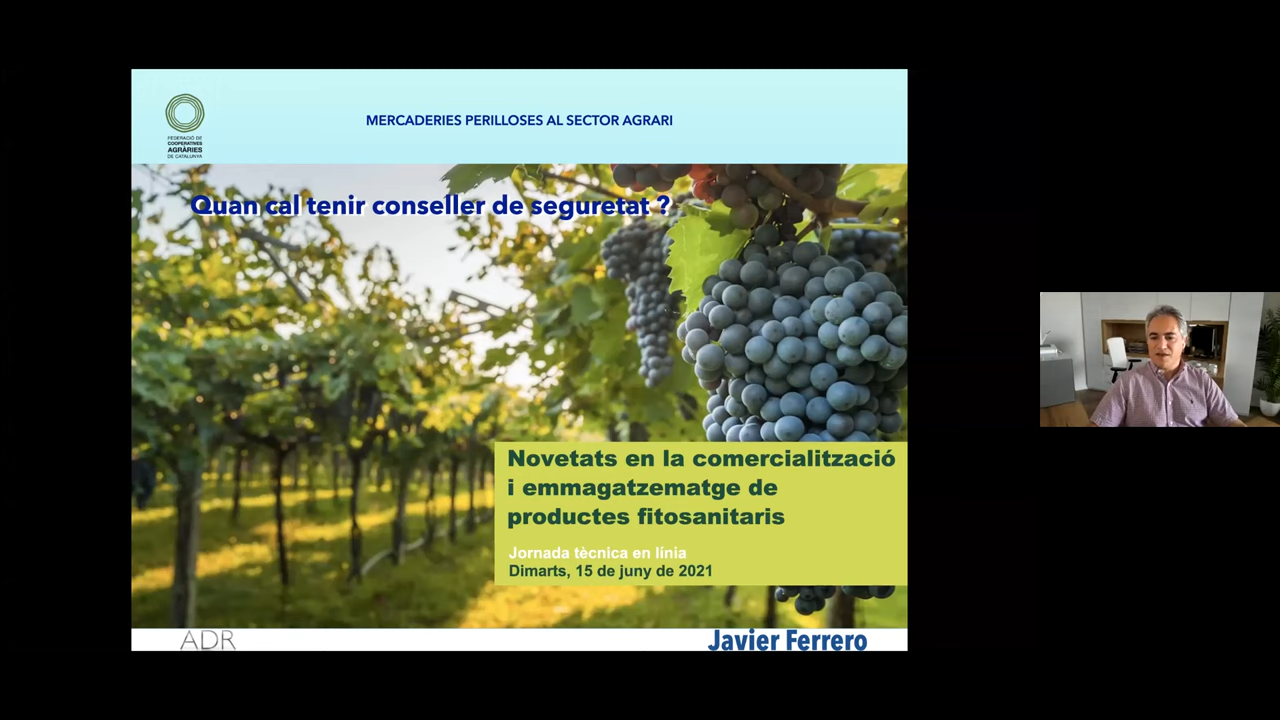 FEDERACIÓ DE
COOPERATIVES
AGRÀRIES
DE CATALUNYA
MERCADERIES PERILLOSES AL SECTOR AGRARI
Quan cal tenir conseller de seguretat ?
Novetats en la comercialització
i emmagatzematge de
productes fitosanitaris
Jornada tècnica en línia
Dimarts, 15 de juny de 2021
ADR
Javier Ferrero